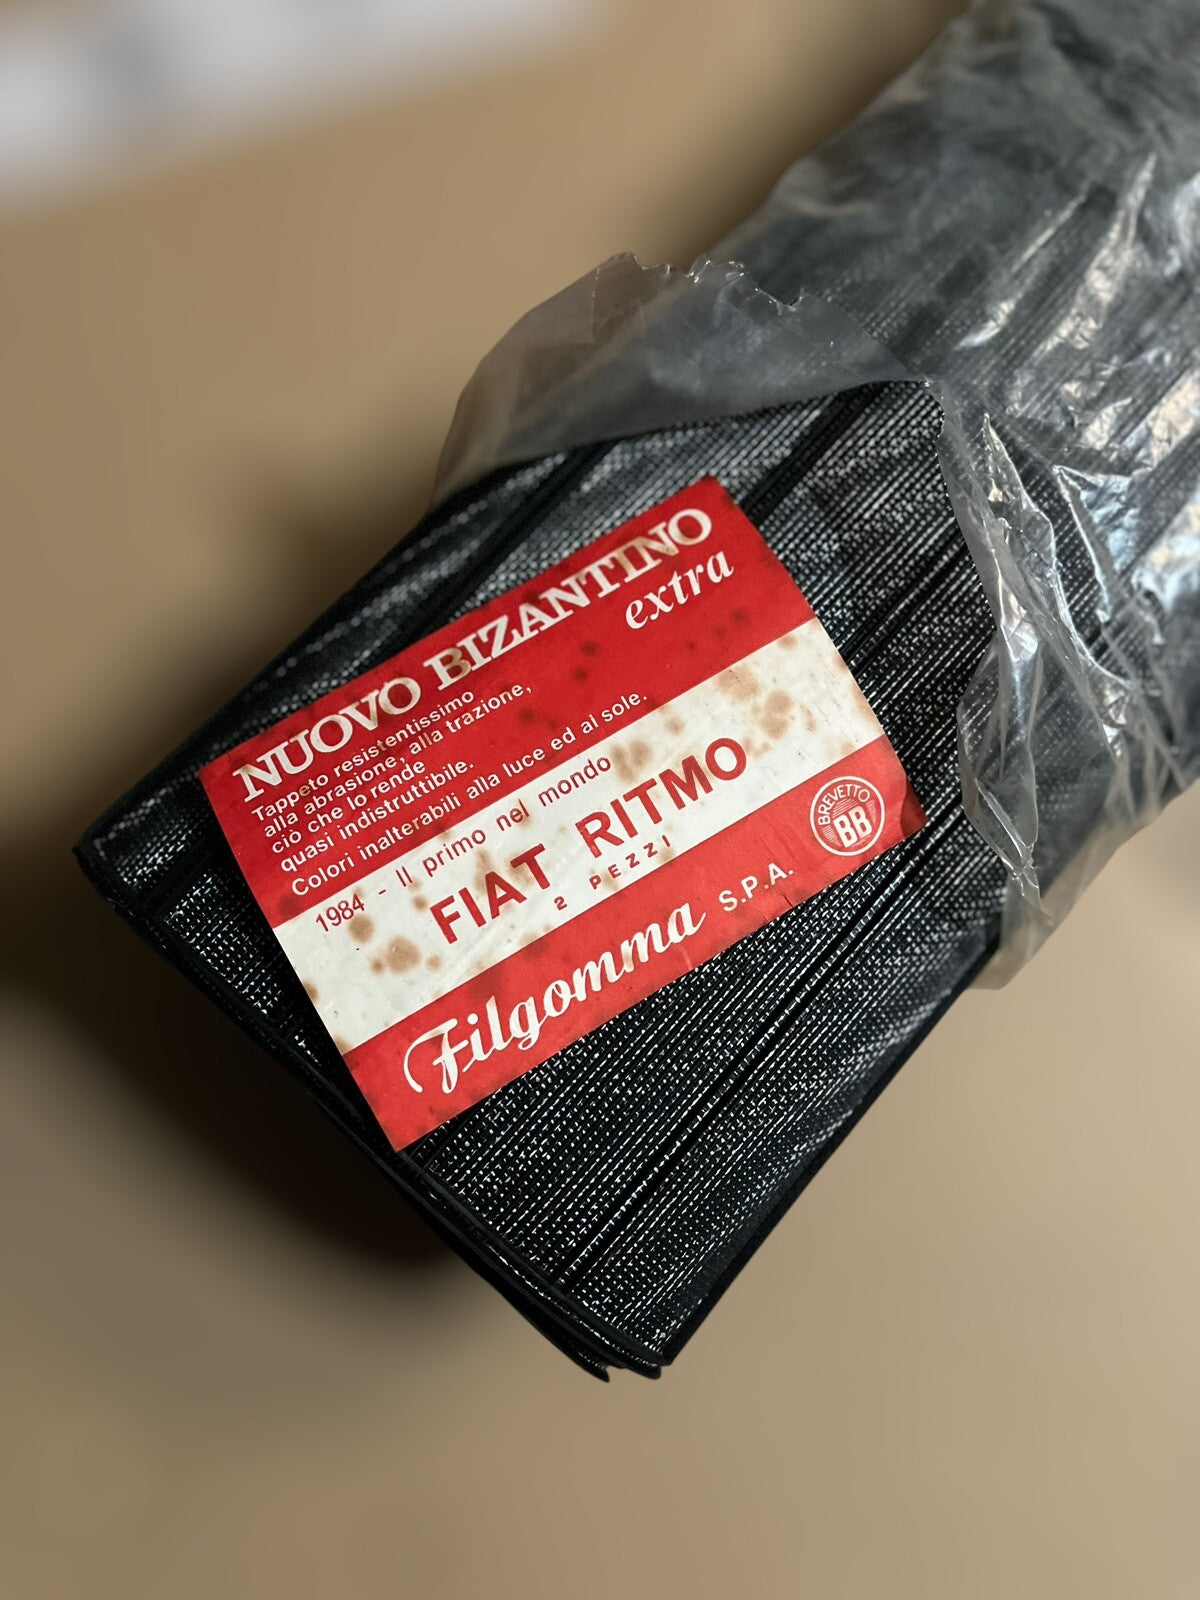 NUOVO BIZANTINO
extra
Tappeto resistentissimo
alla abrasione, alla trazione,
ciò che lo rende
quasi indistruttibile.
Colori inalterabili alla luce ed al sole.
1984 - Il primo nel mondo
FIAT RITMO
2 PEZZI
Filgomma S.P.A.
BREVETTO
BB